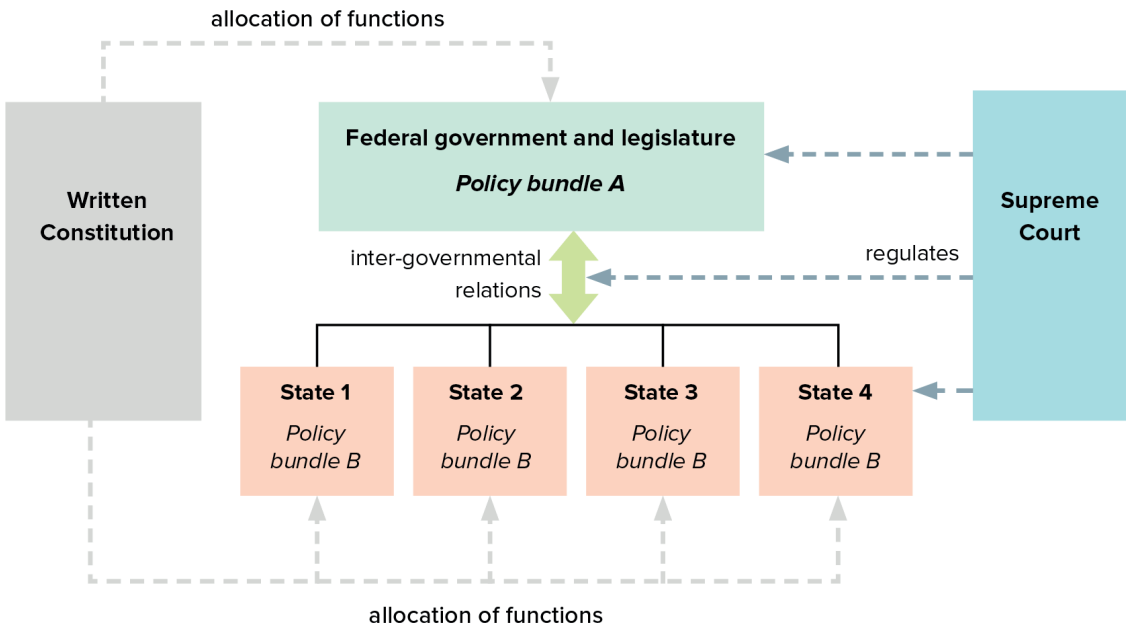 allocation of functions
Written
Constitution
Federal government and legislature
Policy bundle A
Supreme
Court
inter-governmental
relations
regulates
State 1
Policy
bundle B
State 2
Policy
bundle B
State 3
Policy
bundle B
State 4
Policy
bundle B
allocation of functions